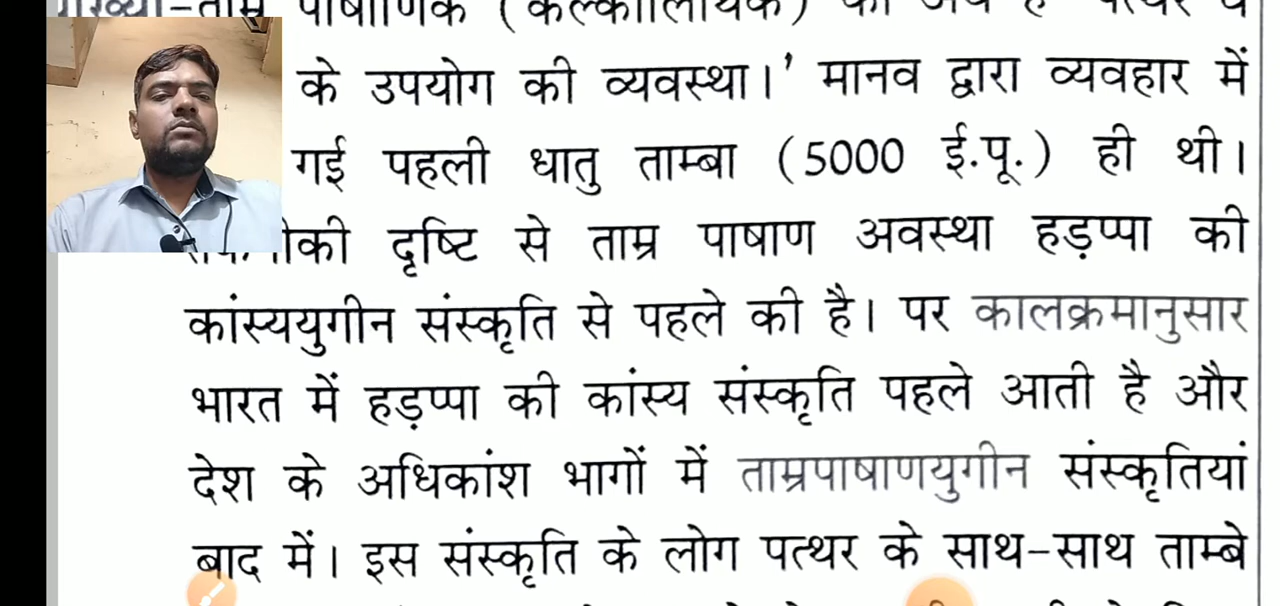 के उपयोग की व्यवस्था।' मानव द्वारा व्यवहार में
गई पहली धातु ताम्बा (5000 ई.पू.) ही थी।
दृष्टि से ताम्र पाषाण अवस्था हड़प्पा की
कांस्ययुगीन संस्कृति से पहले की है। पर कालक्रमानुसार
भारत में हड़प्पा की कांस्य संस्कृति पहले आती है और
देश के अधिकांश भागों में ताम्रपाषाणयुगीन संस्कृतियां
बाद में। इस संस्कृति के लोग पत्थर के साथ-साथ ताम्बे